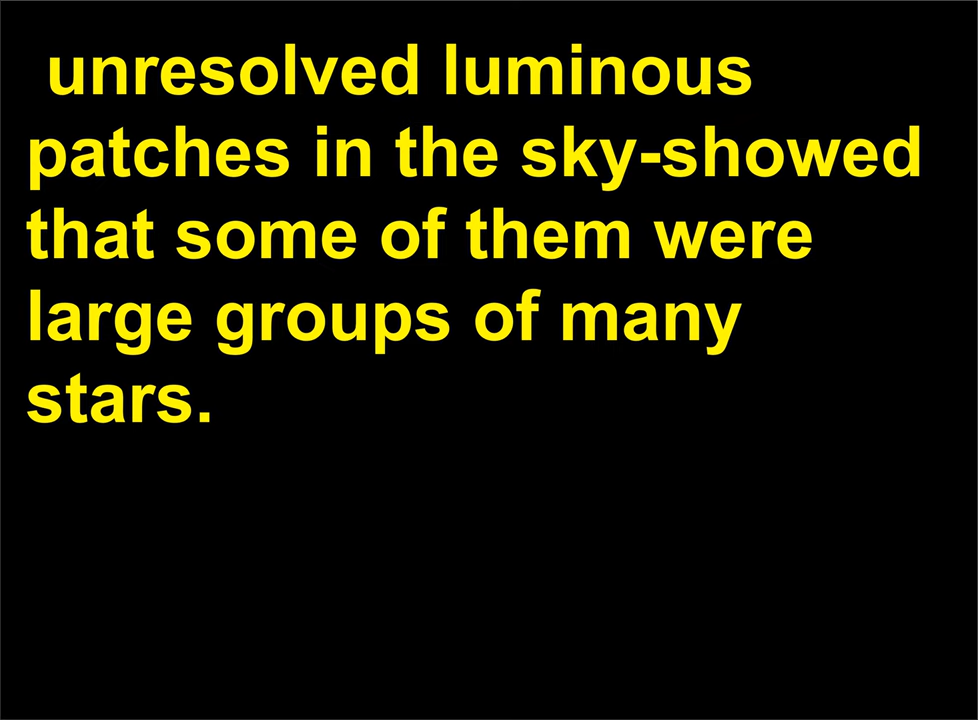 unresolved luminous
patches in the sky-showed
that some of them were
large groups of many
stars.